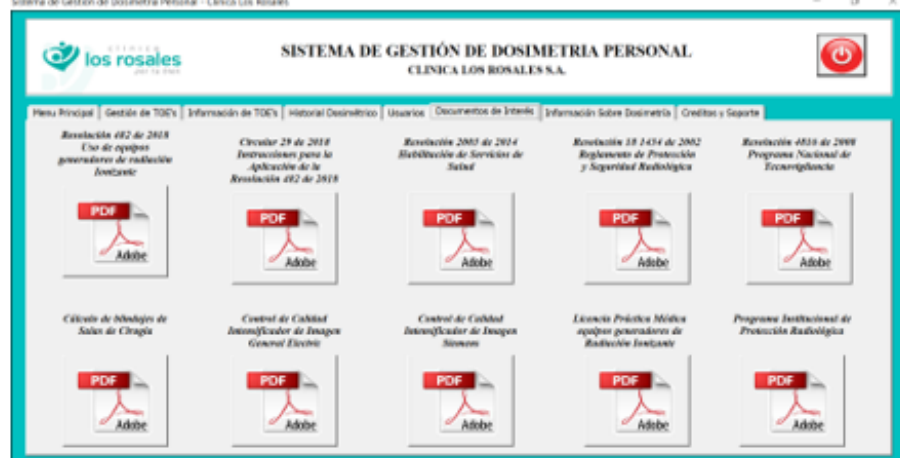 Sistema de Gestión de Dosimetría Personal - Clínica Los Rosales
CLINICA
los rosales
por tu bien
SISTEMA DE GESTIÓN DE DOSIMETRIA PERSONAL
CLINICA LOS ROSALES S.A.
Menu Principal
Gestión de TOE's
Información de TOE's
Historial Dosimétrico
Usuarios
Documentos de Interés
Información Sobre Dosimetría
Creditos y Soporte
Resolución 482 de 2018
Uso de equipos
generadores de radiación
Ionizante
Circular 29 de 2018
Instrucciones para la
Aplicación de la
Resolución 482 de 2018
Resolución 2003 de 2014
Habilitación de Servicios de
Salud
Resolución 18 1434 de 2002
Reglamento de Protección
y Seguridad Radiológica
Resolución 4816 de 2008
Programa Nacional de
Tecnovigilancia
PDF
Adobe
PDF
Adobe
PDF
Adobe
PDF
Adobe
PDF
Adobe
Cálculo de blindajes de
Salas de Cirugía
Control de Calidad
Intensificador de Imagen
General Electric
Control de Calidad
Intensificador de Imagen
Siemens
Licencia Práctica Médica
equipos generadores de
Radiación Ionizante
Programa Institucional de
Protección Radiológica
PDF
Adobe
PDF
Adobe
PDF
Adobe
PDF
Adobe
PDF
Adobe